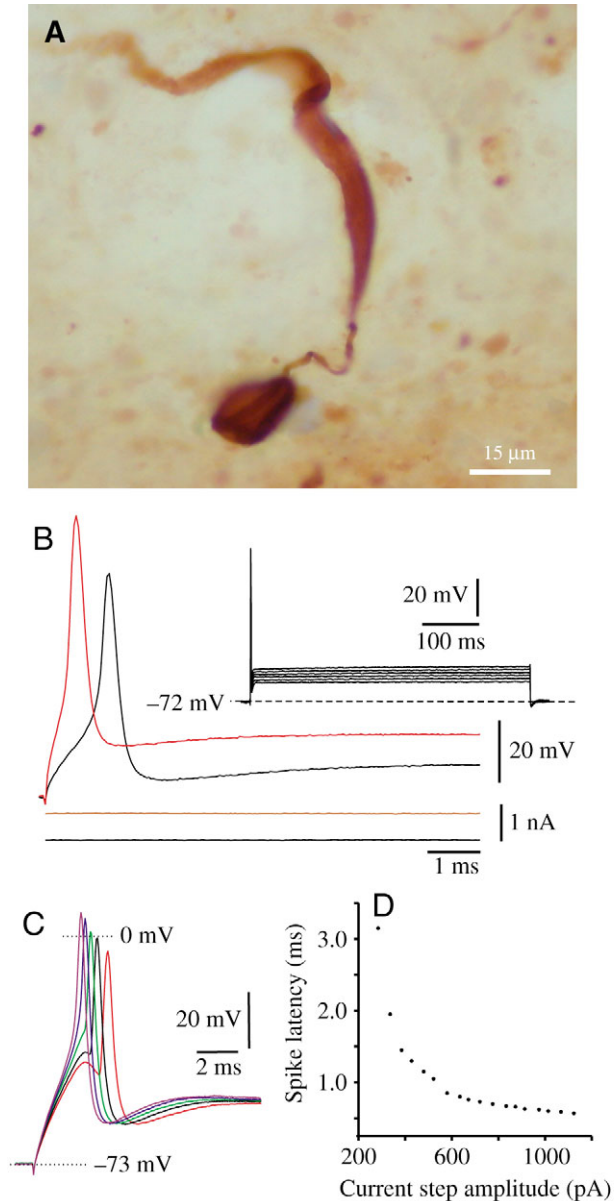 A
15 µm
B
20 mV
100 ms
–72 mV
20 mV
1 nA
1 ms
C
0 mV
20 mV
2 ms
–73 mV
D
Spike latency (ms)
3.0
2.0
1.0
200
600
1000
Current step amplitude (pA)